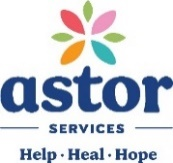 astor
SERVICES
Help · Heal · Hope